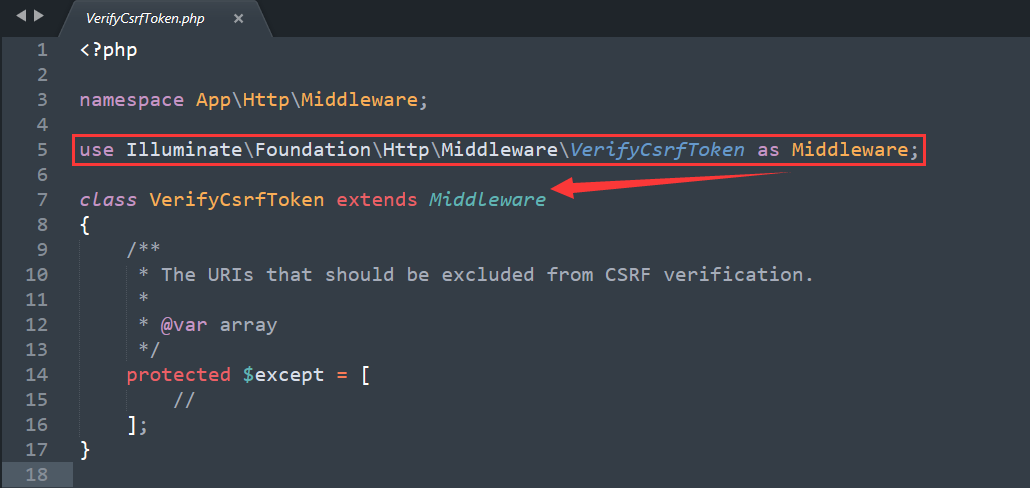 VerifyCsrfToken.php ×
1 <?php
2
3 namespace App\Http\Middleware;
4
5 use Illuminate\Foundation\Http\Middleware\VerifyCsrfToken as Middleware;
6
7 class VerifyCsrfToken extends Middleware
8 {
9     /**
10      * The URIs that should be excluded from CSRF verification.
11      *
12      * @var array
13      */
14     protected $except = [
15         //
16     ];
17 }
18